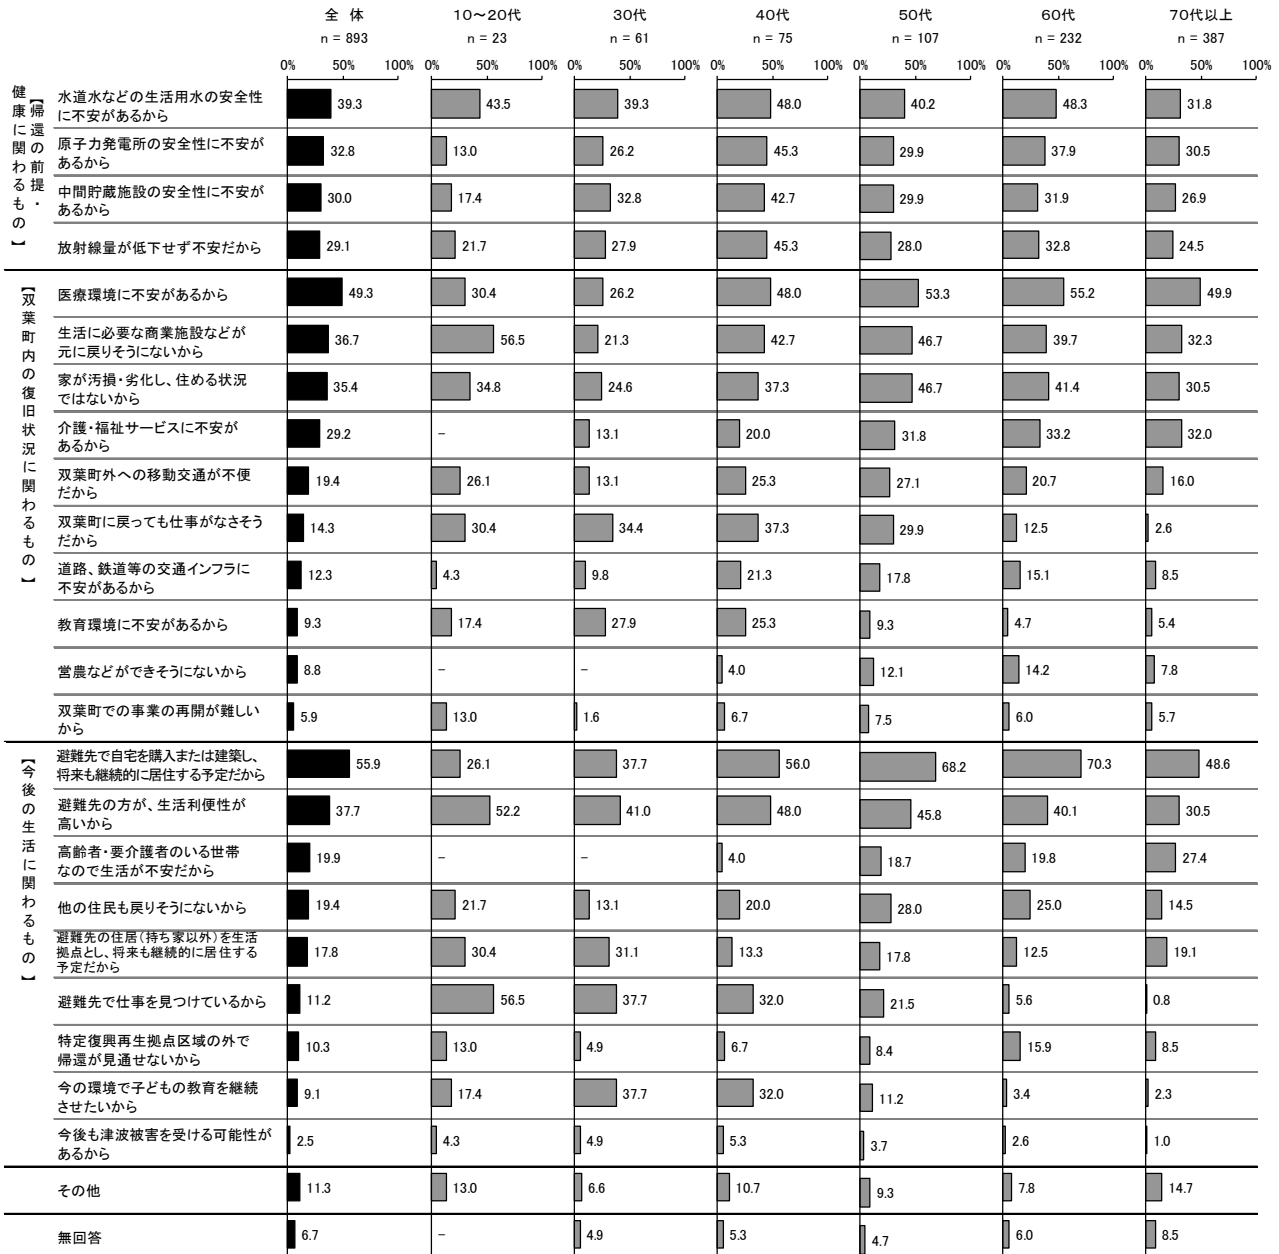 全 体 10～20代 30代 40代 50代 60代 70代以上
n = 893 n = 23 n = 61 n = 75 n = 107 n = 232 n = 387
0% 50% 100% 0% 50% 100% 0% 50% 100% 0% 50% 100% 0% 50% 100% 0% 50% 100% 0% 50% 100%
【帰還の前提・
健康に関わるもの】
水道水などの生活用水の安全性
に不安があるから
39.3 43.5 39.3 48.0 40.2 48.3 31.8
原子力発電所の安全性に不安が
あるから
32.8 13.0 26.2 45.3 29.9 37.9 30.5
中間貯蔵施設の安全性に不安が
あるから
30.0 17.4 32.8 42.7 29.9 31.9 26.9
放射線量が低下せず不安だから
29.1 21.7 27.9 45.3 28.0 32.8 24.5
【双葉町内の復旧状況に関わるもの】
医療環境に不安があるから
49.3 30.4 26.2 48.0 53.3 55.2 49.9
生活に必要な商業施設などが
元に戻りそうにないから
36.7 56.5 21.3 42.7 46.7 39.7 32.3
家が汚損・劣化し、住める状況
ではないから
35.4 34.8 24.6 37.3 46.7 41.4 30.5
介護・福祉サービスに不安が
あるから
29.2 － 13.1 20.0 31.8 33.2 32.0
双葉町外への移動交通が不便
だから
19.4 26.1 13.1 25.3 27.1 20.7 16.0
双葉町に戻っても仕事がなさそう
だから
14.3 30.4 34.4 37.3 29.9 12.5 2.6
道路、鉄道等の交通インフラに
不安があるから
12.3 4.3 9.8 21.3 17.8 15.1 8.5
教育環境に不安があるから
9.3 17.4 27.9 25.3 9.3 4.7 5.4
営農などができそうにないから
8.8 － － 4.0 12.1 14.2 7.8
双葉町での事業の再開が難しい
から
5.9 13.0 1.6 6.7 7.5 6.0 5.7
【今後の生活に関わるもの】
避難先で自宅を購入または建築し、
将来も継続的に居住する予定だから
55.9 26.1 37.7 56.0 68.2 70.3 48.6
避難先の方が、生活利便性が
高いから
37.7 52.2 41.0 48.0 45.8 40.1 30.5
高齢者・要介護者のいる世帯
なので生活が不安だから
19.9 － － 4.0 18.7 19.8 27.4
他の住民も戻りそうにないから
19.4 21.7 13.1 20.0 28.0 25.0 14.5
避難先の住居（持ち家以外）を生活
拠点とし、将来も継続的に居住する
予定だから
17.8 30.4 31.1 13.3 17.8 12.5 19.1
避難先で仕事を見つけているから
11.2 56.5 37.7 32.0 21.5 5.6 0.8
特定復興再生拠点区域の外で
帰還が見通せないから
10.3 13.0 4.9 6.7 8.4 15.9 8.5
今の環境で子どもの教育を継続
させたいから
9.1 17.4 37.7 32.0 11.2 3.4 2.3
今後も津波被害を受ける可能性が
あるから
2.5 4.3 4.9 5.3 3.7 2.6 1.0
その他
11.3 13.0 6.6 10.7 9.3 7.8 14.7
無回答
6.7 － 4.9 5.3 4.7 6.0 8.5